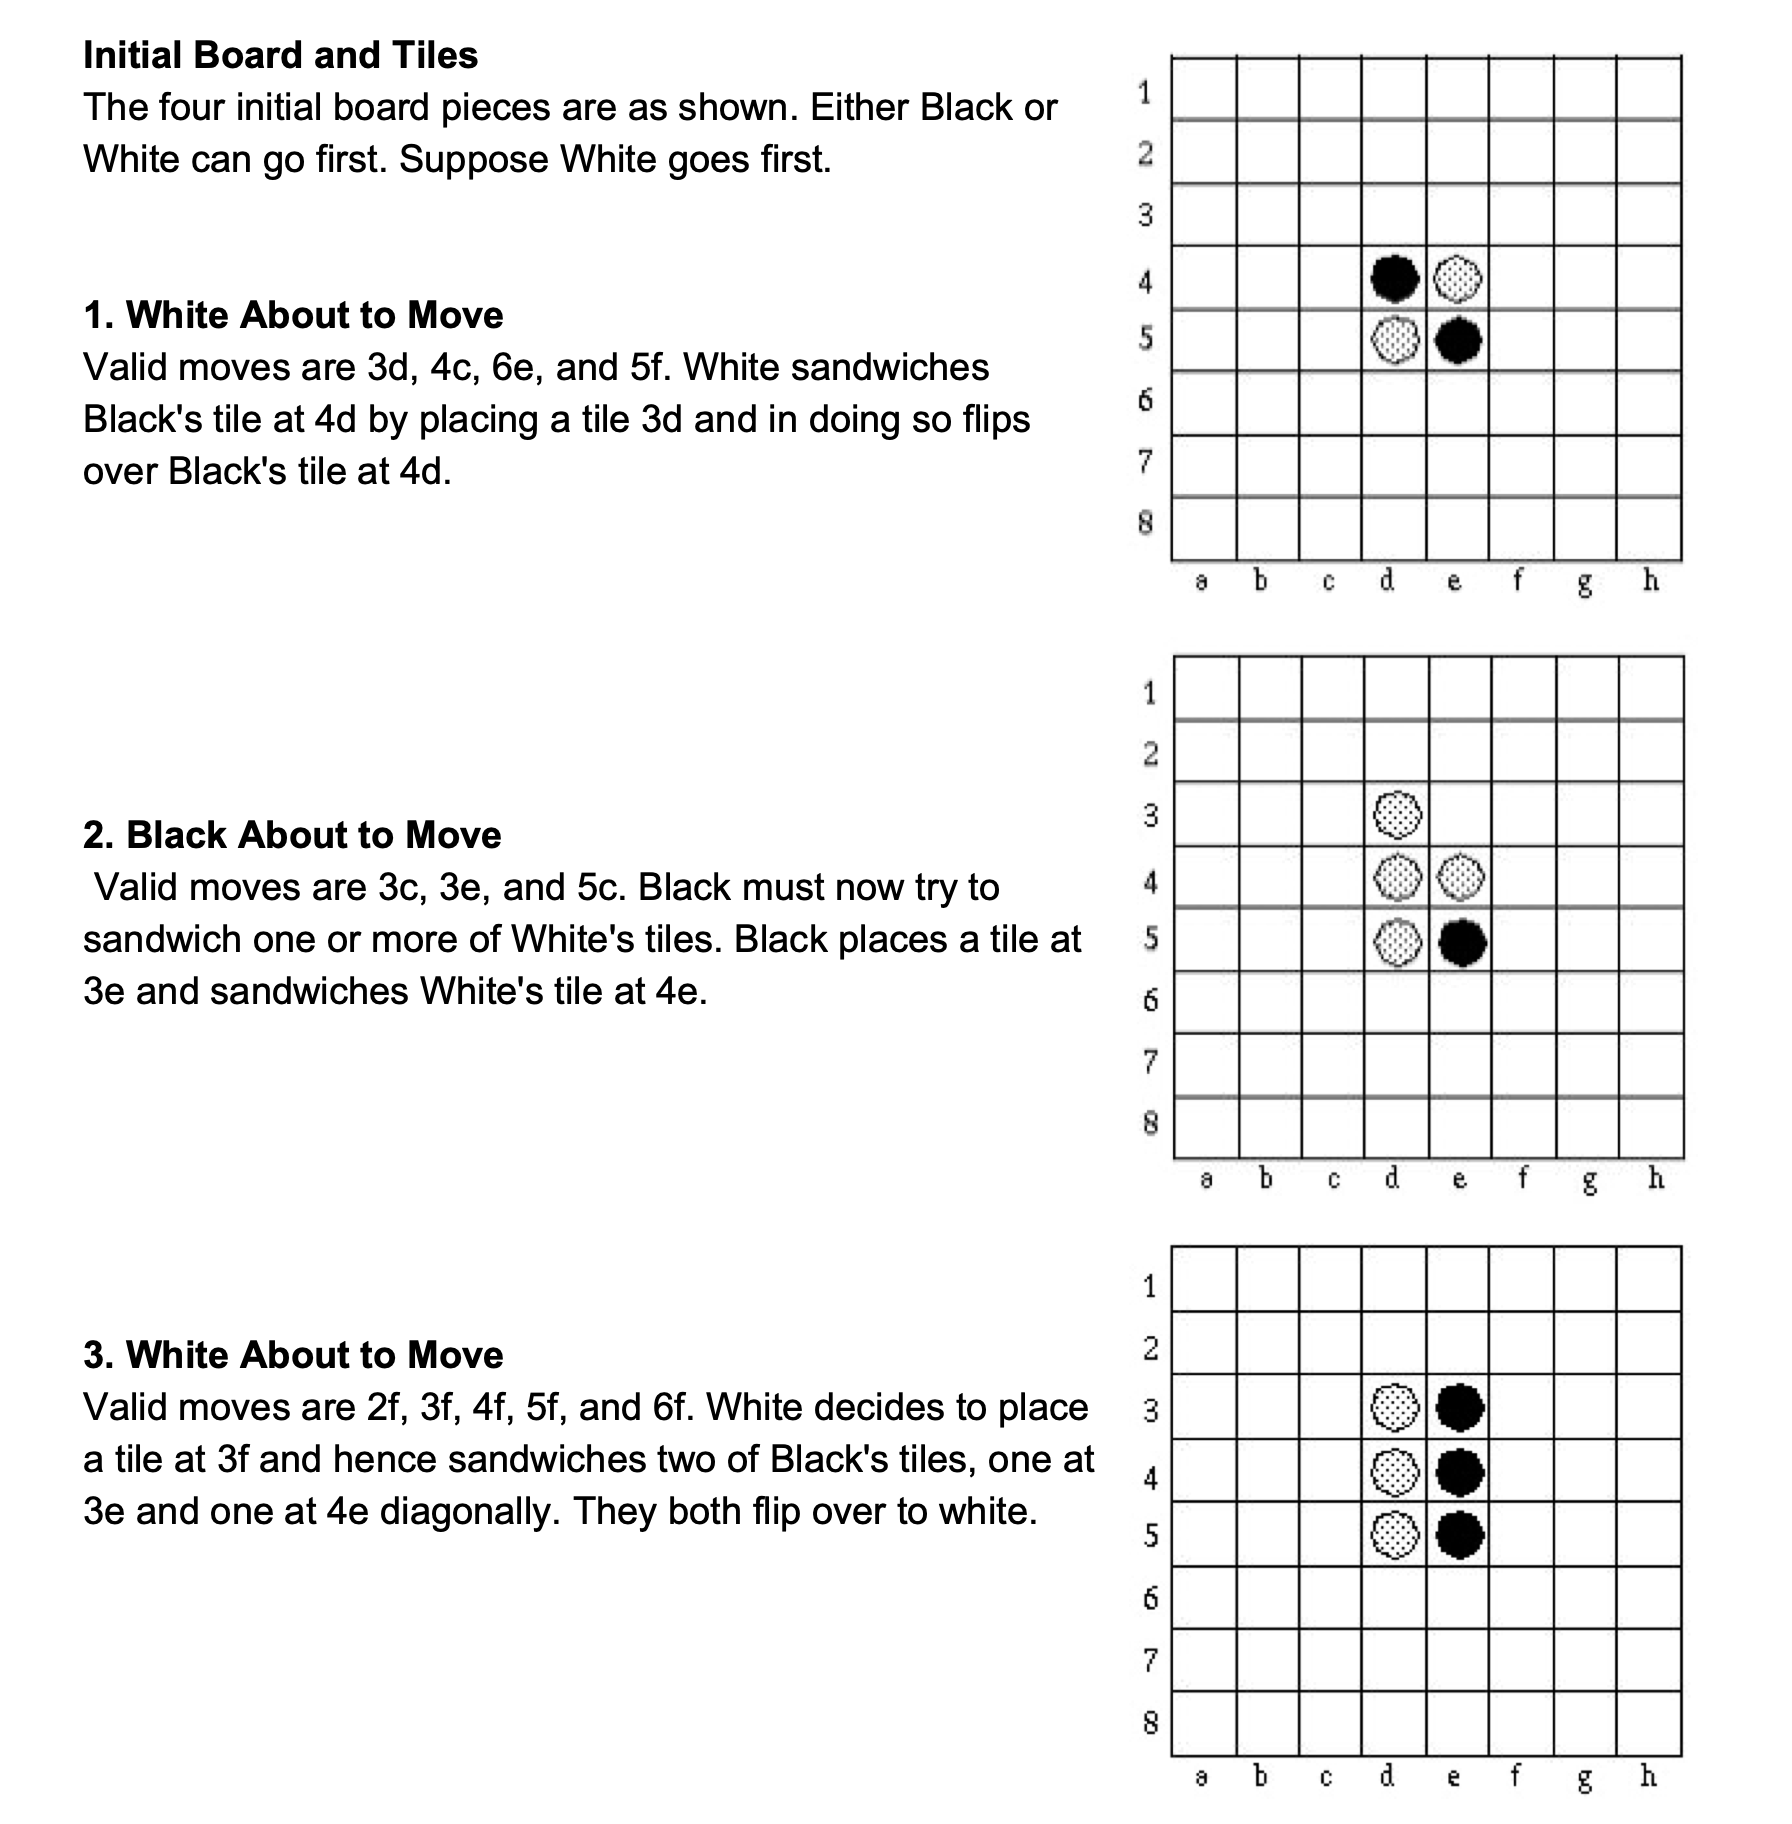 Initial Board and Tiles
The four initial board pieces are as shown. Either Black or
White can go first. Suppose White goes first.
1. White About to Move
Valid moves are 3d, 4c, 6e, and 5f. White sandwiches
Black's tile at 4d by placing a tile 3d and in doing so flips
over Black's tile at 4d.
1
2
3
4
5
6
7
8
a b c d e f g h
2. Black About to Move
Valid moves are 3c, 3e, and 5c. Black must now try to
sandwich one or more of White's tiles. Black places a tile at
3e and sandwiches White's tile at 4e.
1
2
3
4
5
6
7
8
a b c d e f g h
3. White About to Move
Valid moves are 2f, 3f, 4f, 5f, and 6f. White decides to place
a tile at 3f and hence sandwiches two of Black's tiles, one at
3e and one at 4e diagonally. They both flip over to white.
1
2
3
4
5
6
7
8
a b c d e f g h